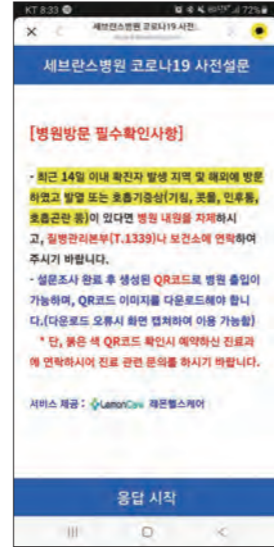 KT 8:33
72%
세브란스병원 코로나19 사전...
세브란스병원 코로나19 사전설문
[병원방문 필수확인사항]
- 최근 14일 이내 확진자 발생 지역 및 해외에 방문
하였고 발열 또는 호흡기증상(기침, 콧물, 인후통,
호흡곤란 등)이 있다면 병원 내원을 자제하시
고, 질병관리본부(T.1339)나 보건소에 연락하여
주시기 바랍니다.
- 설문조사 완료 후 생성된 QR코드로 병원 출입이
가능하며, QR코드 이미지를 다운로드해야 합니
다.(다운로드 오류시 화면 캡쳐하여 이용 가능함)
* 단, 붉은 색 QR코드 확인시 예약하신 진료과
에 연락하시어 진료 관련 문의를 하시기 바랍니다.
서비스 제공 : LemonCare 레몬헬스케어
응답 시작